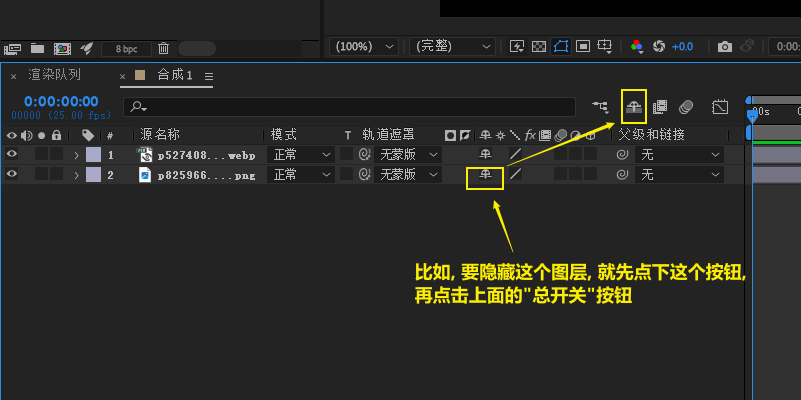 8 bpc
(100%)
(完整)
+0.0
0:00:
× 渲染队列
× 合成 1
0:00:00:00
00000 (25.00 fps)
:00s
# 源名称 模式 T 轨道遮罩 fx 父级和链接
1 p527408...webp 正常 无蒙版 无
2 p825966....png 正常 无蒙版 无
比如, 要隐藏这个图层, 就先点下这个按钮,
再点击上面的"总开关"按钮